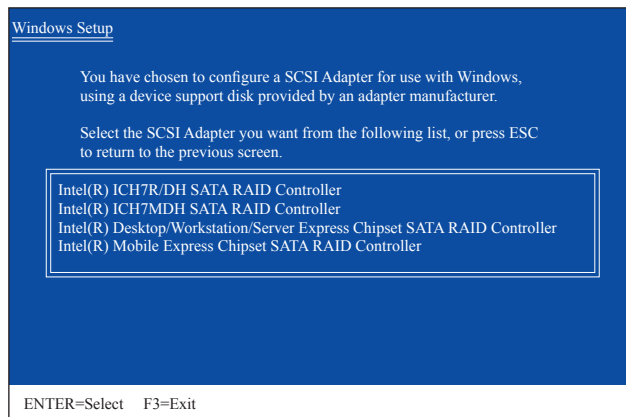 Windows Setup
You have chosen to configure a SCSI Adapter for use with Windows,
using a device support disk provided by an adapter manufacturer.
Select the SCSI Adapter you want from the following list, or press ESC
to return to the previous screen.
Intel(R) ICH7R/DH SATA RAID Controller
Intel(R) ICH7MDH SATA RAID Controller
Intel(R) Desktop/Workstation/Server Express Chipset SATA RAID Controller
Intel(R) Mobile Express Chipset SATA RAID Controller
ENTER=Select F3=Exit